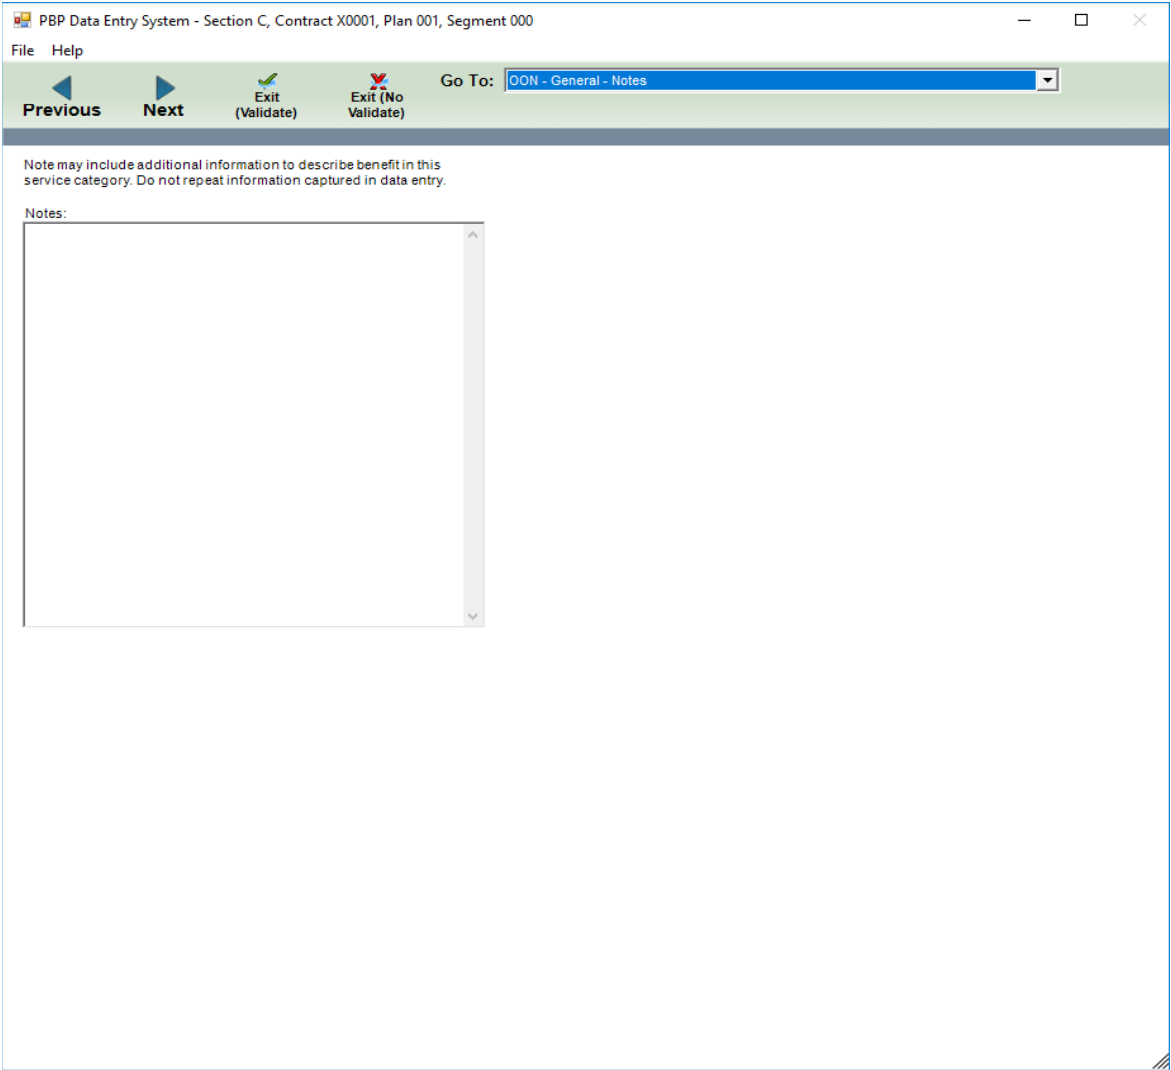 PBP Data Entry System - Section C, Contract X0001, Plan 001, Segment 000
File Help
Previous
Next
Exit
(Validate)
Exit (No
Validate)
Go To: OON - General - Notes
Note may include additional information to describe benefit in this
service category. Do not repeat information captured in data entry.
Notes: